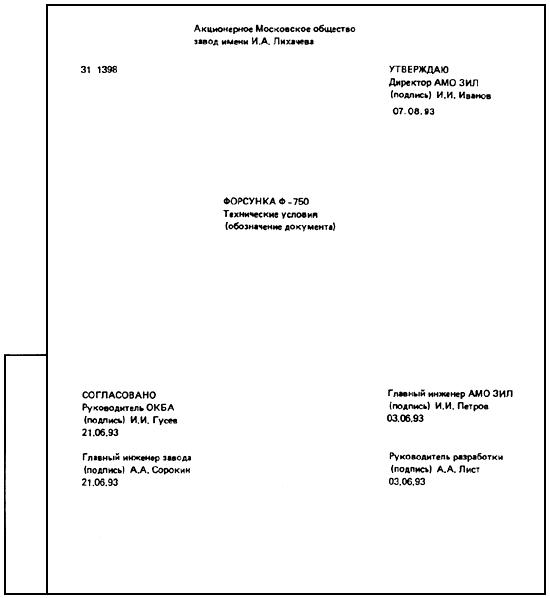 Акционерное Московское общество
завод имени И.А. Лихачева
31 1398
УТВЕРЖДАЮ
Директор АМО ЗИЛ
(подпись) И.И. Иванов
07.08.93
ФОРСУНКА Ф-750
Технические условия
(обозначение документа)
СОГЛАСОВАНО
Руководитель ОКБА
(подпись) И.И. Гусев
21.06.93
Главный инженер завода
(подпись) А.А. Сорокин
21.06.93
Главный инженер АМО ЗИЛ
(подпись) И.И. Петров
03.06.93
Руководитель разработки
(подпись) А.А. Лист
03.06.93